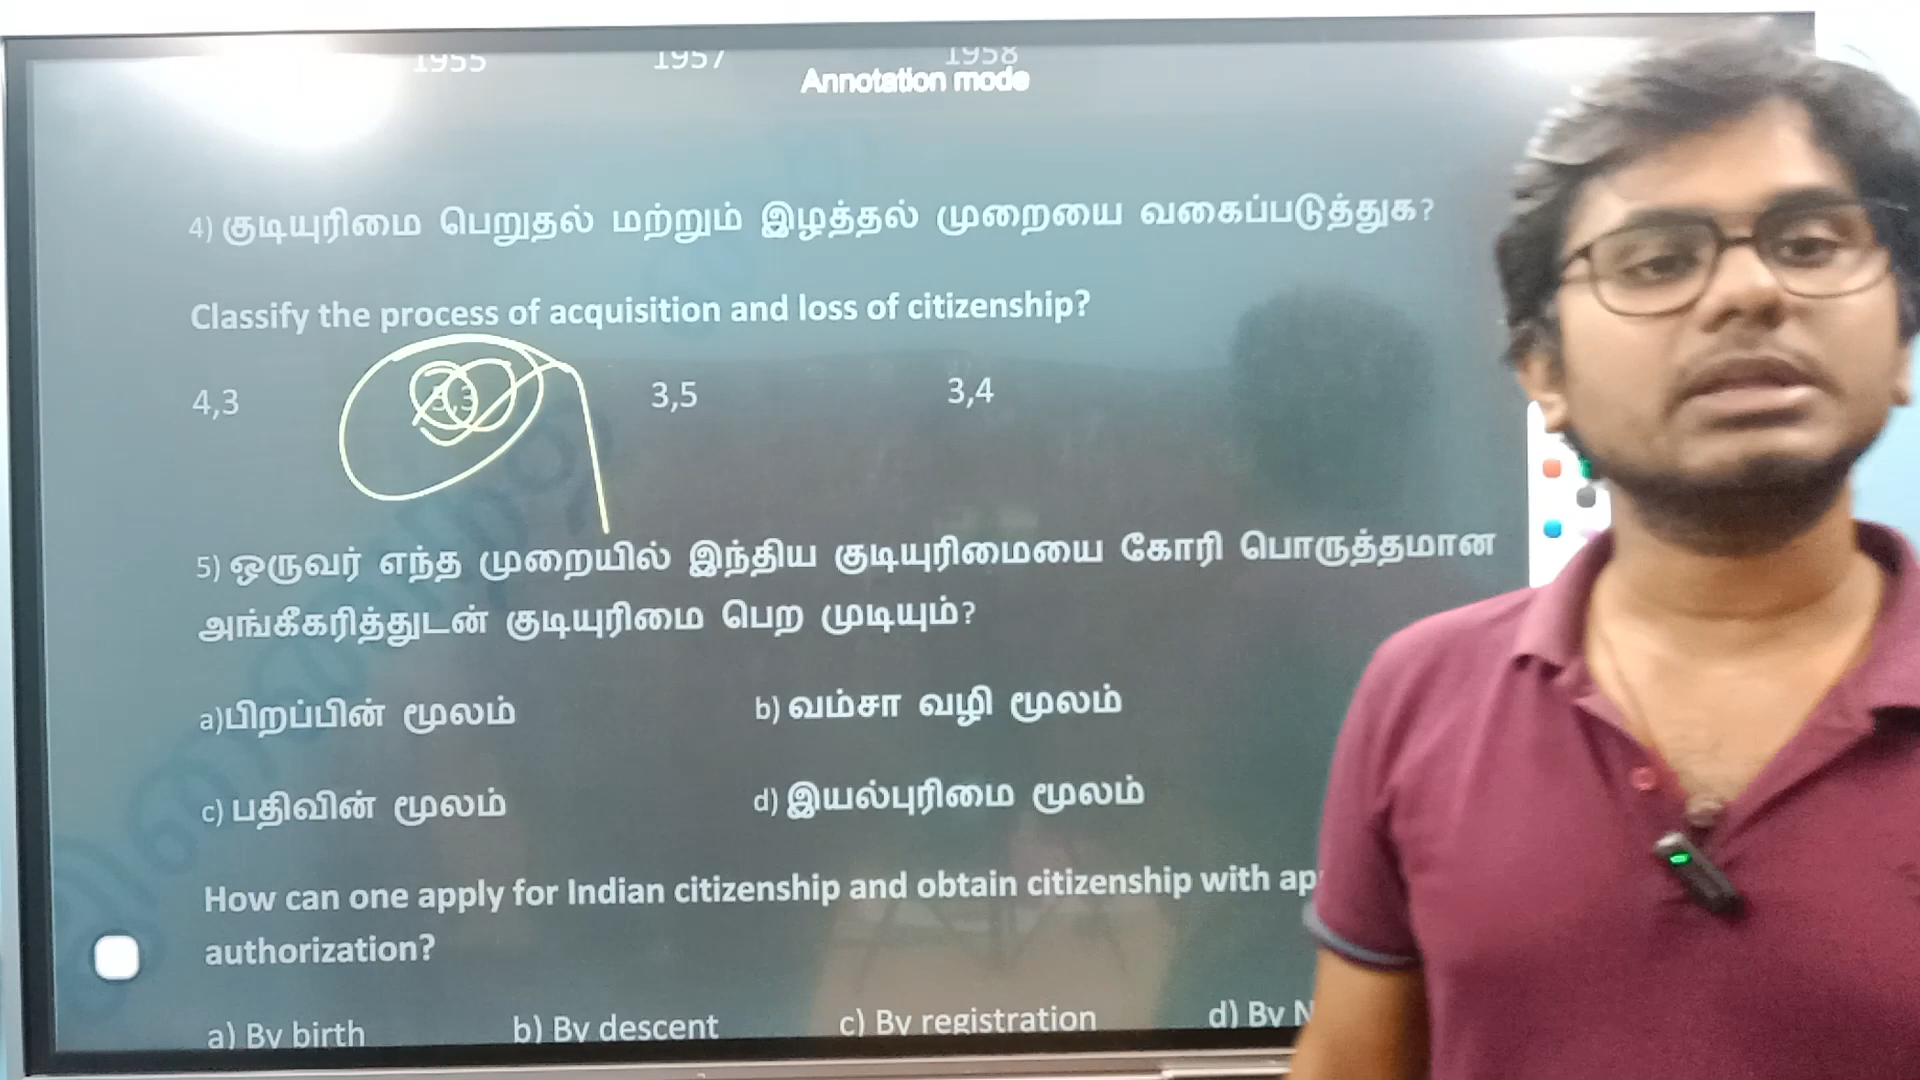 1955 1957 1958
Annotation mode
4) குடியுரிமை பெறுதல் மற்றும் இழத்தல் முறையை வகைப்படுத்துக?
Classify the process of acquisition and loss of citizenship?
4,3 5,3 3,5 3,4
5) ஒருவர் எந்த முறையில் இந்திய குடியுரிமையை கோரி பொருத்தமான
அங்கீகரித்துடன் குடியுரிமை பெற முடியும்?
a)பிறப்பின் மூலம் b) வம்சா வழி மூலம்
c) பதிவின் மூலம் d) இயல்புரிமை மூலம்
How can one apply for Indian citizenship and obtain citizenship with
authorization?
a) By birth b) By descent c) By registration d) By